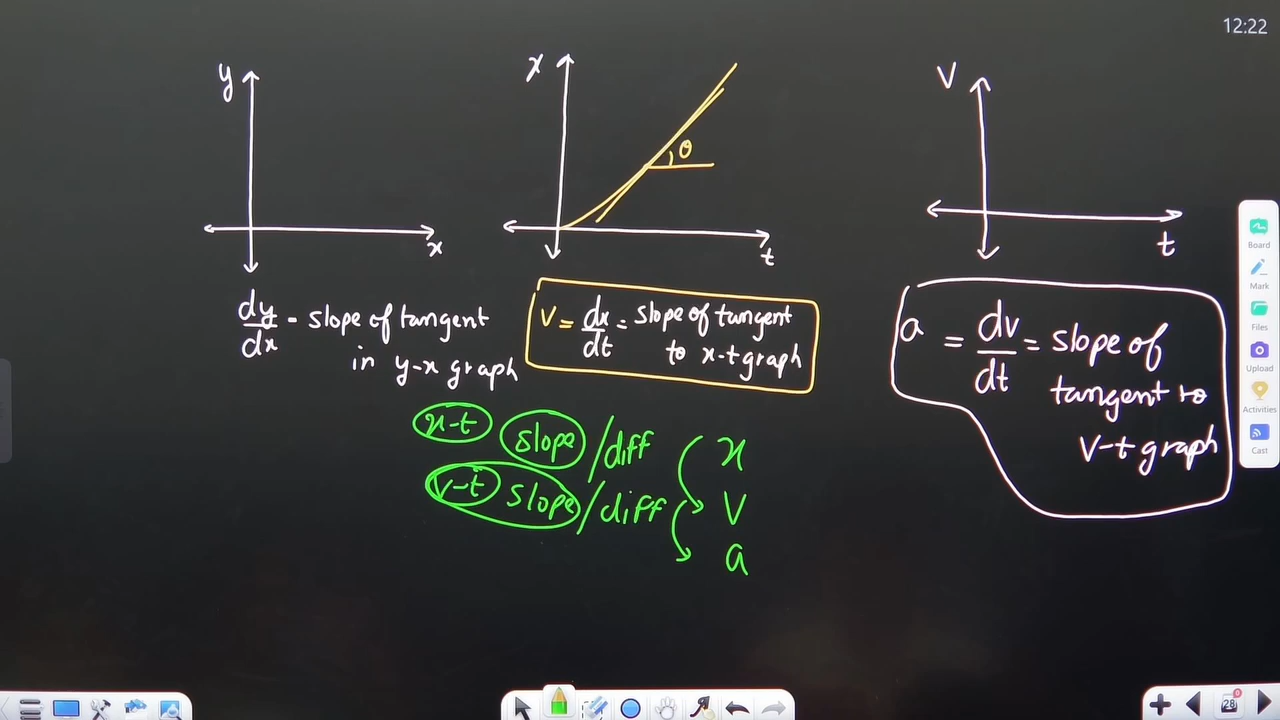 12:22
y
x
dy/dx = slope of tangent
in y-x graph
x
θ
t
V = dx/dt = slope of tangent
to x-t graph
V
t
a = dv/dt = slope of
tangent to
V-t graph
x-t slope/diff x
v-t slope/diff V
a
Board
Mark
Files
Upload
Activities
Cast
28
0